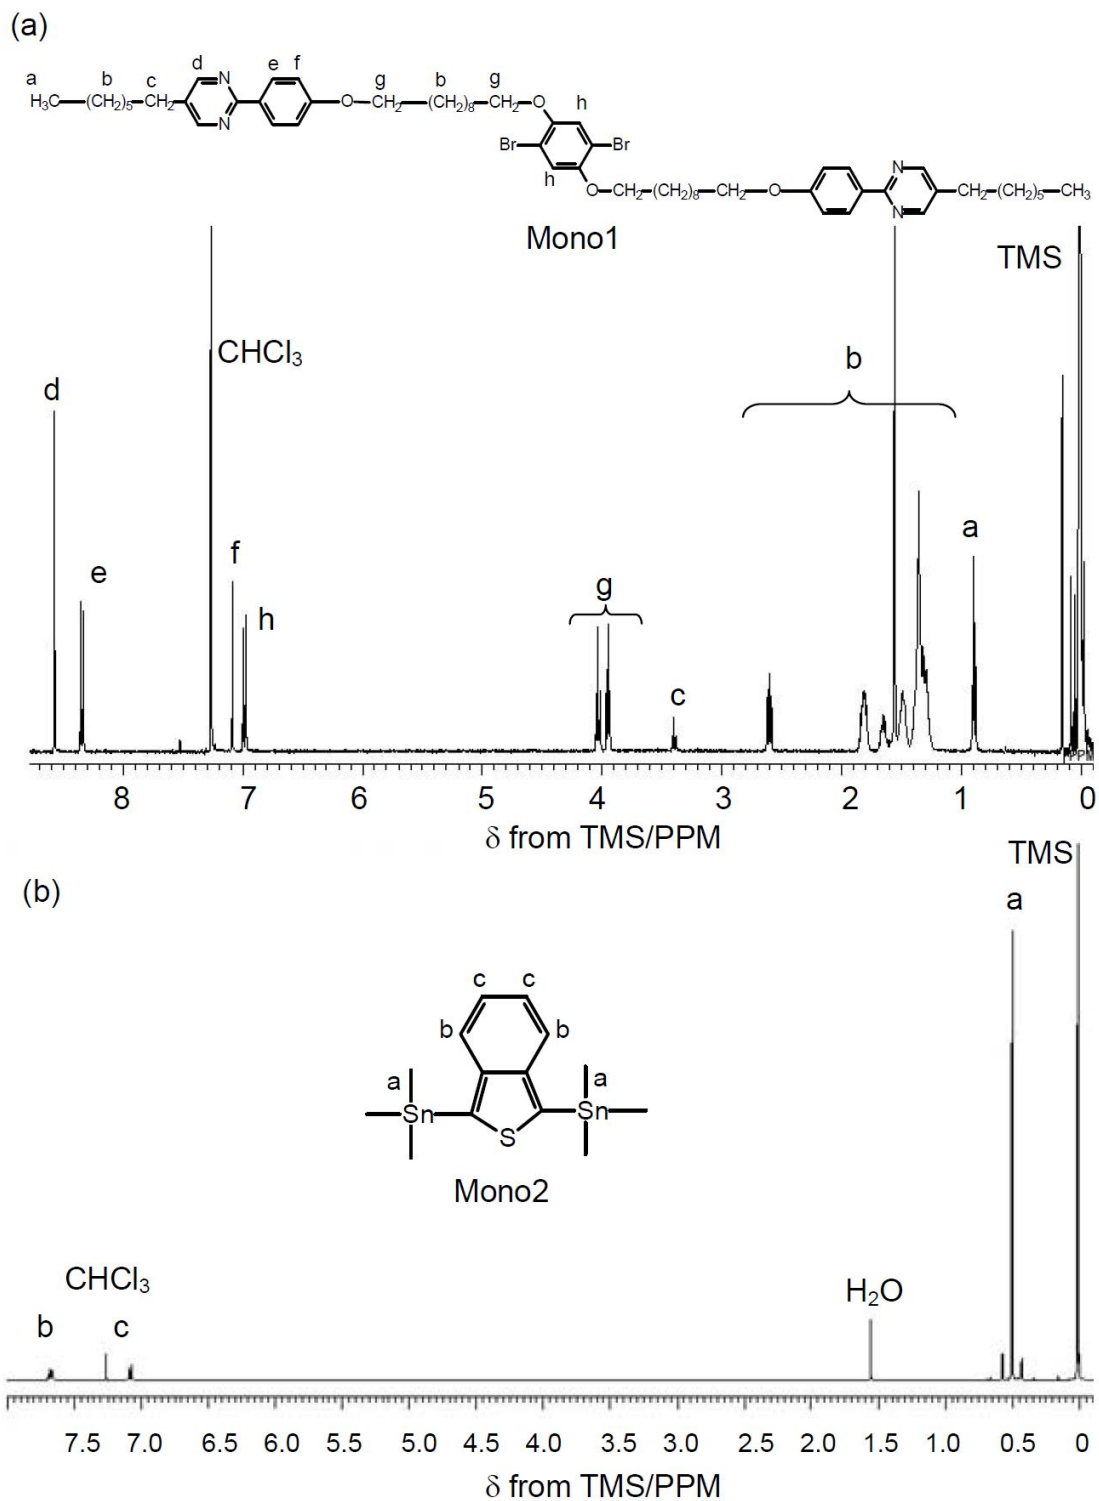 (a)
a b c d e f g b g h
H₃C—(CH₂)₅—CH₂ N N O—CH₂—(CH₂)₈—CH₂—O
Br Br
h
O—CH₂—(CH₂)₈—CH₂—O N N CH₂—(CH₂)₅—CH₃
Mono1
TMS
CHCl₃
b
d
a
f
e
g
h
c
PPM
8 7 6 5 4 3 2 1 0
δ from TMS/PPM
TMS
(b)
a
c c
b b
a a
Sn Sn
S
Mono2
CHCl₃
H₂O
b c
7.5 7.0 6.5 6.0 5.5 5.0 4.5 4.0 3.5 3.0 2.5 2.0 1.5 1.0 0.5 0
δ from TMS/PPM